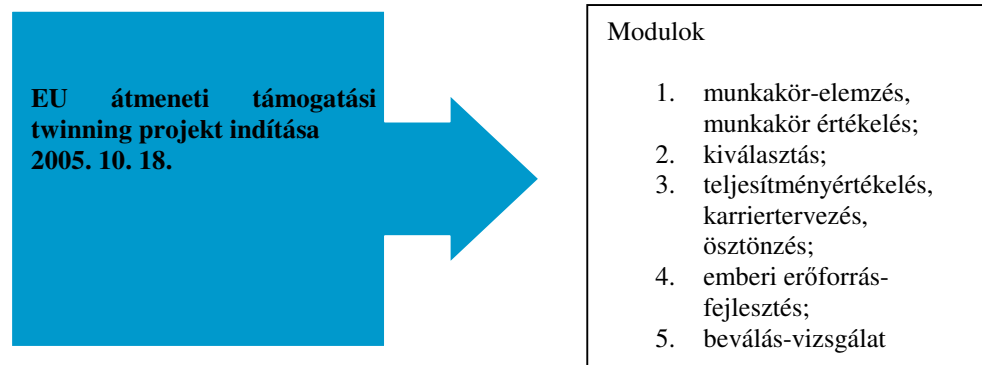 EU átmeneti támogatási
twinning projekt indítása
2005. 10. 18.
Modulok
1. munkakör-elemzés,
munkakör értékelés;
2. kiválasztás;
3. teljesítményértékelés,
karriertervezés,
ösztönzés;
4. emberi erőforrás-
fejlesztés;
5. beválás-vizsgálat